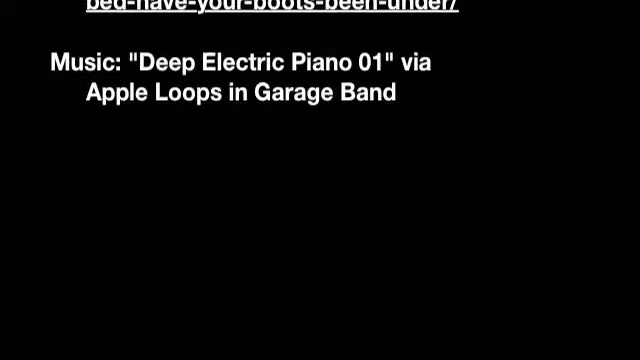 bed-have-your-boots-been-under/
Music: "Deep Electric Piano 01" via
Apple Loops in Garage Band